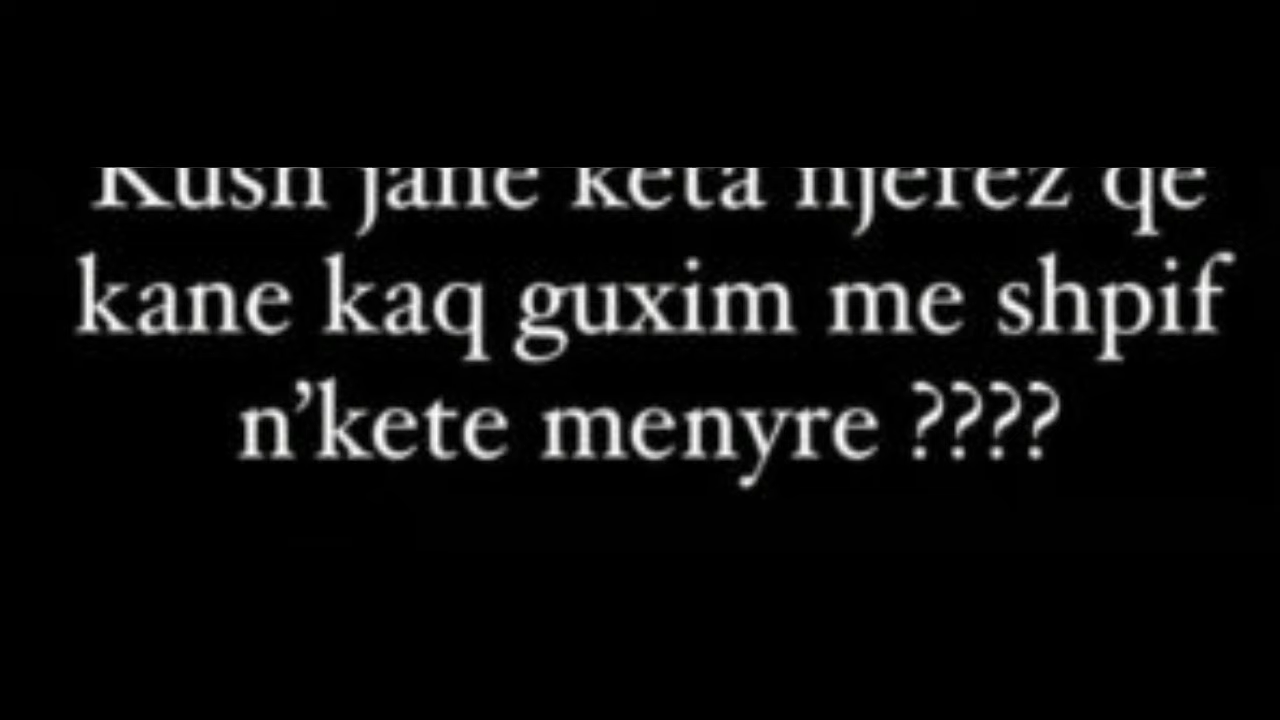 Kush jane keta njerez qe
kane kaq guxim me shpif
n’kete menyre ????